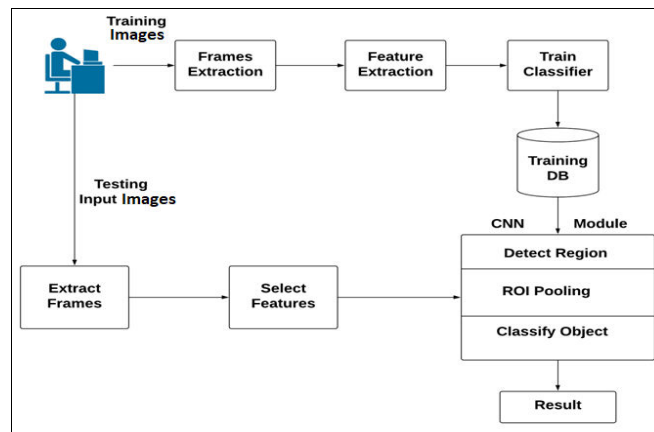 Training
Images
Frames
Extraction
Feature
Extraction
Train
Classifier
Training
DB
Testing
Input Images
CNN Module
Detect Region
Extract
Frames
Select
Features
ROI Pooling
Classify Object
Result